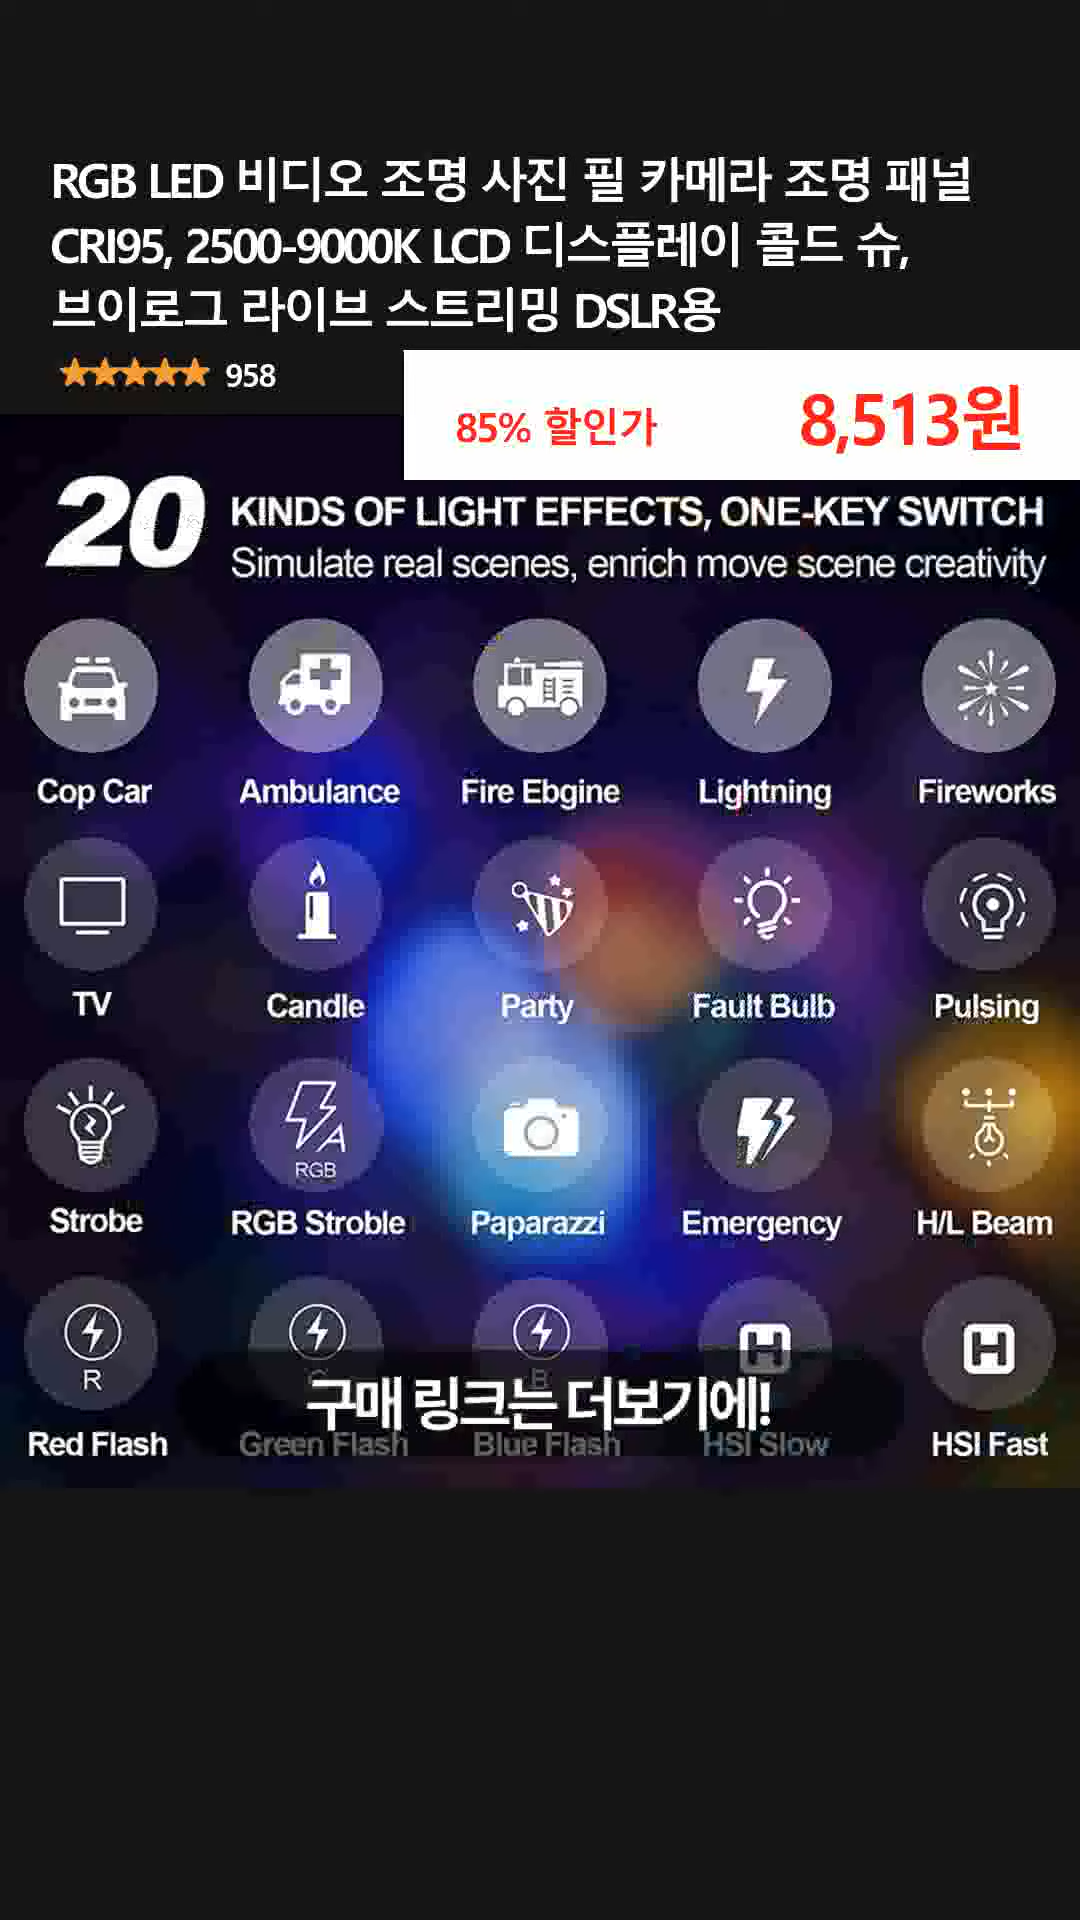 RGB LED 비디오 조명 사진 필 카메라 조명 패널
CRI95, 2500-9000K LCD 디스플레이 콜드 슈,
브이로그 라이브 스트리밍 DSLR용
958
85% 할인가 8,513원
20 KINDS OF LIGHT EFFECTS, ONE-KEY SWITCH
Simulate real scenes, enrich move scene creativity
Cop Car Ambulance Fire Ebgine Lightning Fireworks
TV Candle Party Fault Bulb Pulsing
A
RGB
Strobe RGB Stroble Paparazzi Emergency H/L Beam
H H
R G B
구매 링크는 더보기에!
Red Flash Green Flash Blue Flash HSI Slow HSI Fast